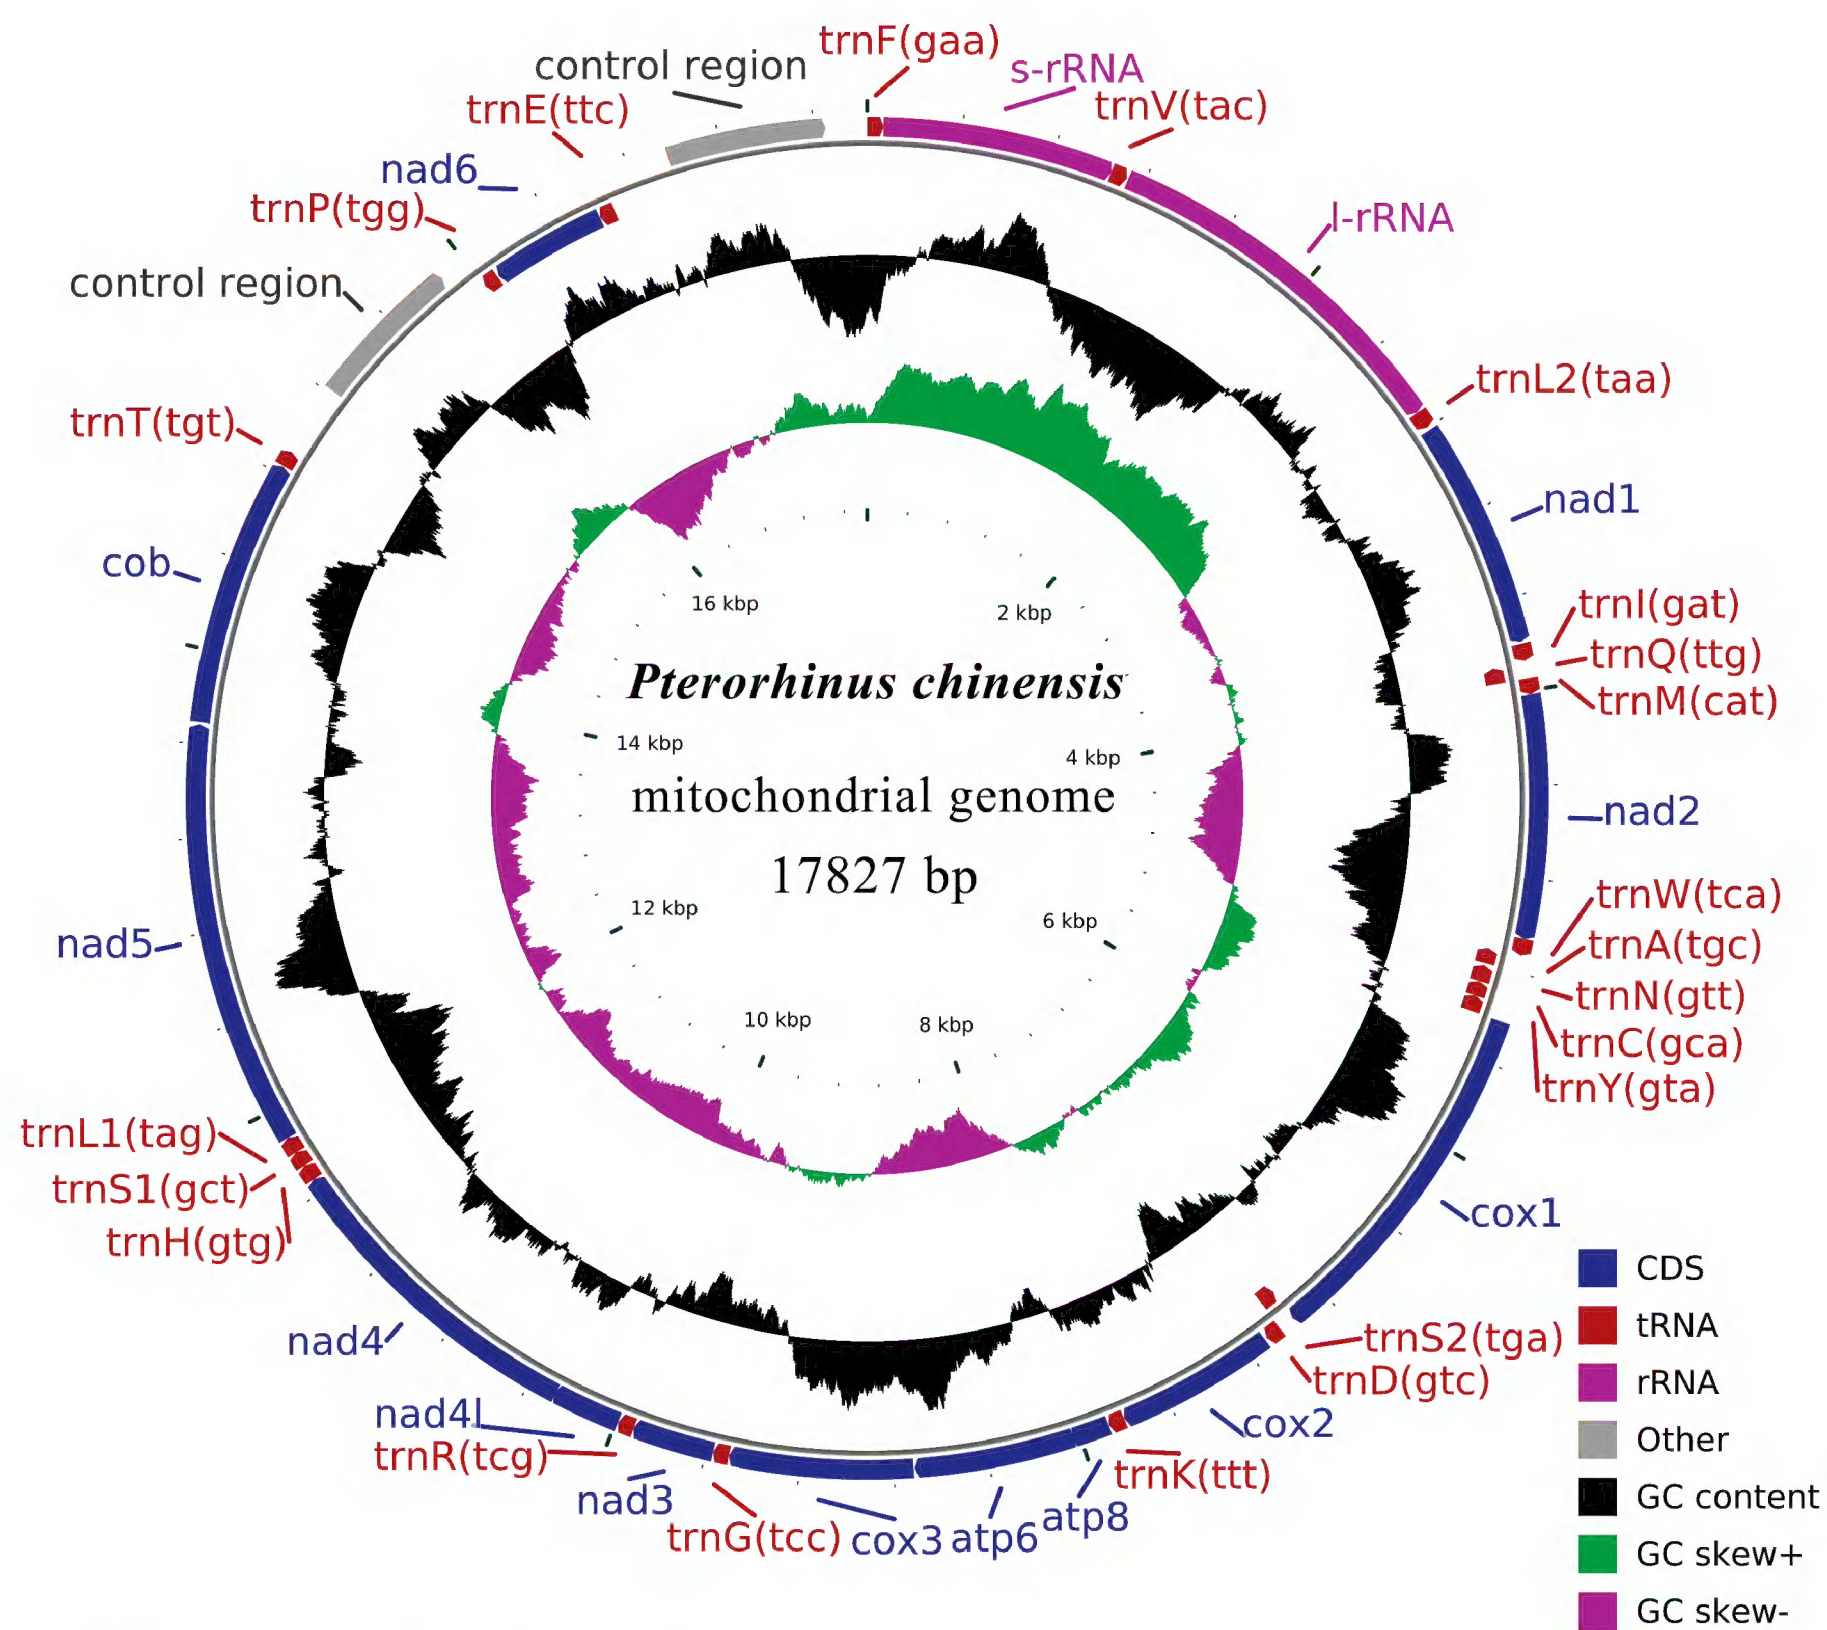 trnF(gaa)
control region
s-rRNA
trnE(ttc)
trnV(tac)
nad6
trnP(tgg)
l-rRNA
control region
trnL2(taa)
trnT(tgt)
nad1
cob
16 kbp
2 kbp
trnI(gat)
trnQ(ttg)
Pterorhinus chinensis
trnM(cat)
14 kbp
4 kbp
mitochondrial genome
nad2
17827 bp
trnW(tca)
12 kbp
6 kbp
nad5
trnA(tgc)
trnN(gtt)
10 kbp
8 kbp
trnC(gca)
trnY(gta)
trnL1(tag)
trnS1(gct)
cox1
trnH(gtg)
CDS
tRNA
nad4
trnS2(tga)
trnD(gtc)
rRNA
nad4l
cox2
Other
trnR(tcg)
trnK(ttt)
nad3
GC content
atp8
trnG(tcc)
cox3
atp6
GC skew+
GC skew-